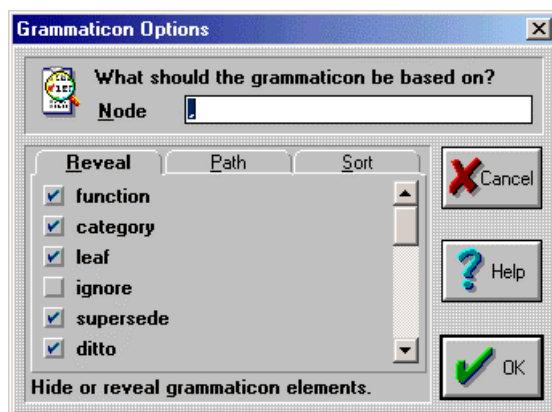 Grammaticon Options
What should the grammaticon be based on?
Node ,
Reveal Path Sort
function
category
leaf
ignore
supersede
ditto
Hide or reveal grammaticon elements.
Cancel
Help
OK